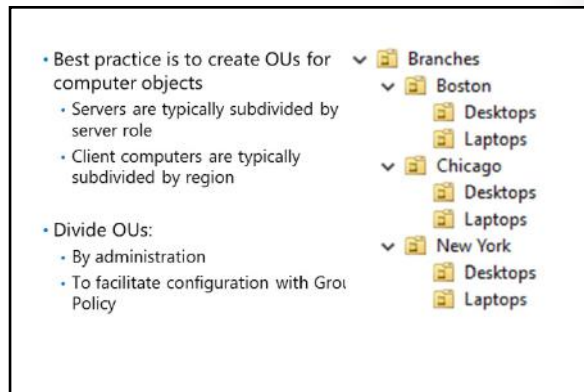 • Best practice is to create OUs for
computer objects
• Servers are typically subdivided by
server role
• Client computers are typically
subdivided by region
• Divide OUs:
• By administration
• To facilitate configuration with Grou
Policy
Branches
Boston
Desktops
Laptops
Chicago
Desktops
Laptops
New York
Desktops
Laptops